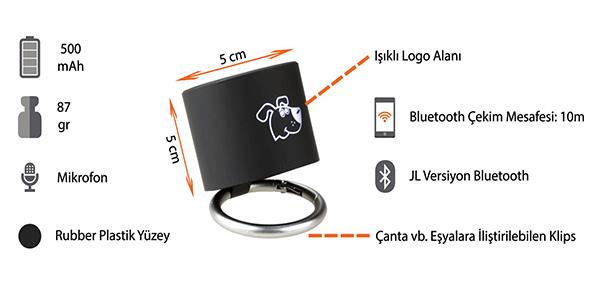 500
mAh
87
gr
Mikrofon
Rubber Plastik Yüzey
5 cm
5 cm
Işıklı Logo Alanı
Bluetooth Çekim Mesafesi: 10m
JL Versiyon Bluetooth
Çanta vb. Eşyalara İliştirilebilen Klips